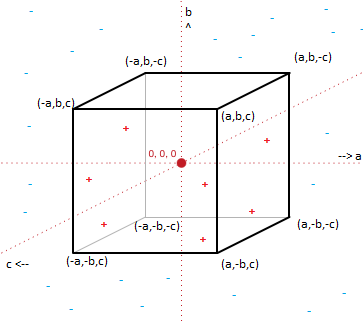 b
^
(-a,b,-c)
(a,b,-c)
(-a,b,c)
(a,b,c)
0, 0, 0
--> a
(-a,-b,-c)
(a,-b,-c)
c <--
(-a,-b,c)
(a,-b,c)